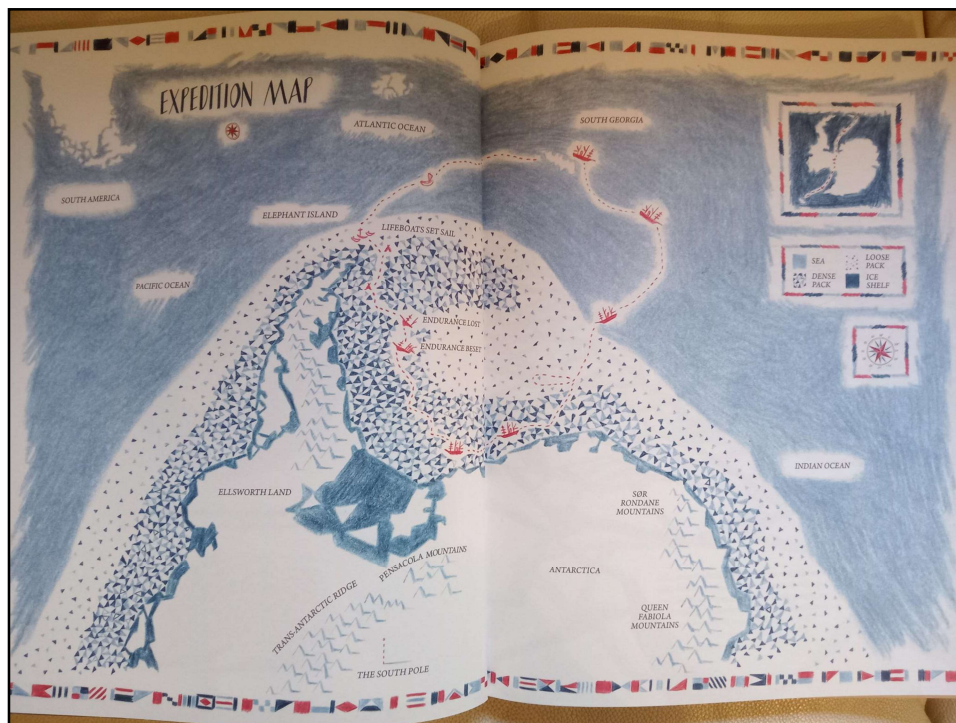 EXPEDITION MAP
ATLANTIC OCEAN
SOUTH GEORGIA
SOUTH AMERICA
ELEPHANT ISLAND
LIFEBOATS SET SAIL
PACIFIC OCEAN
SEA
LOOSE
PACK
DENSE
PACK
ICE
SHELF
ENDURANCE LOST
ENDURANCE BESET
INDIAN OCEAN
ELLSWORTH LAND
SØR
RONDANE
MOUNTAINS
PENSACOLA MOUNTAINS
ANTARCTICA
TRANS-ANTARCTIC RIDGE
QUEEN
FABIOLA
MOUNTAINS
THE SOUTH POLE